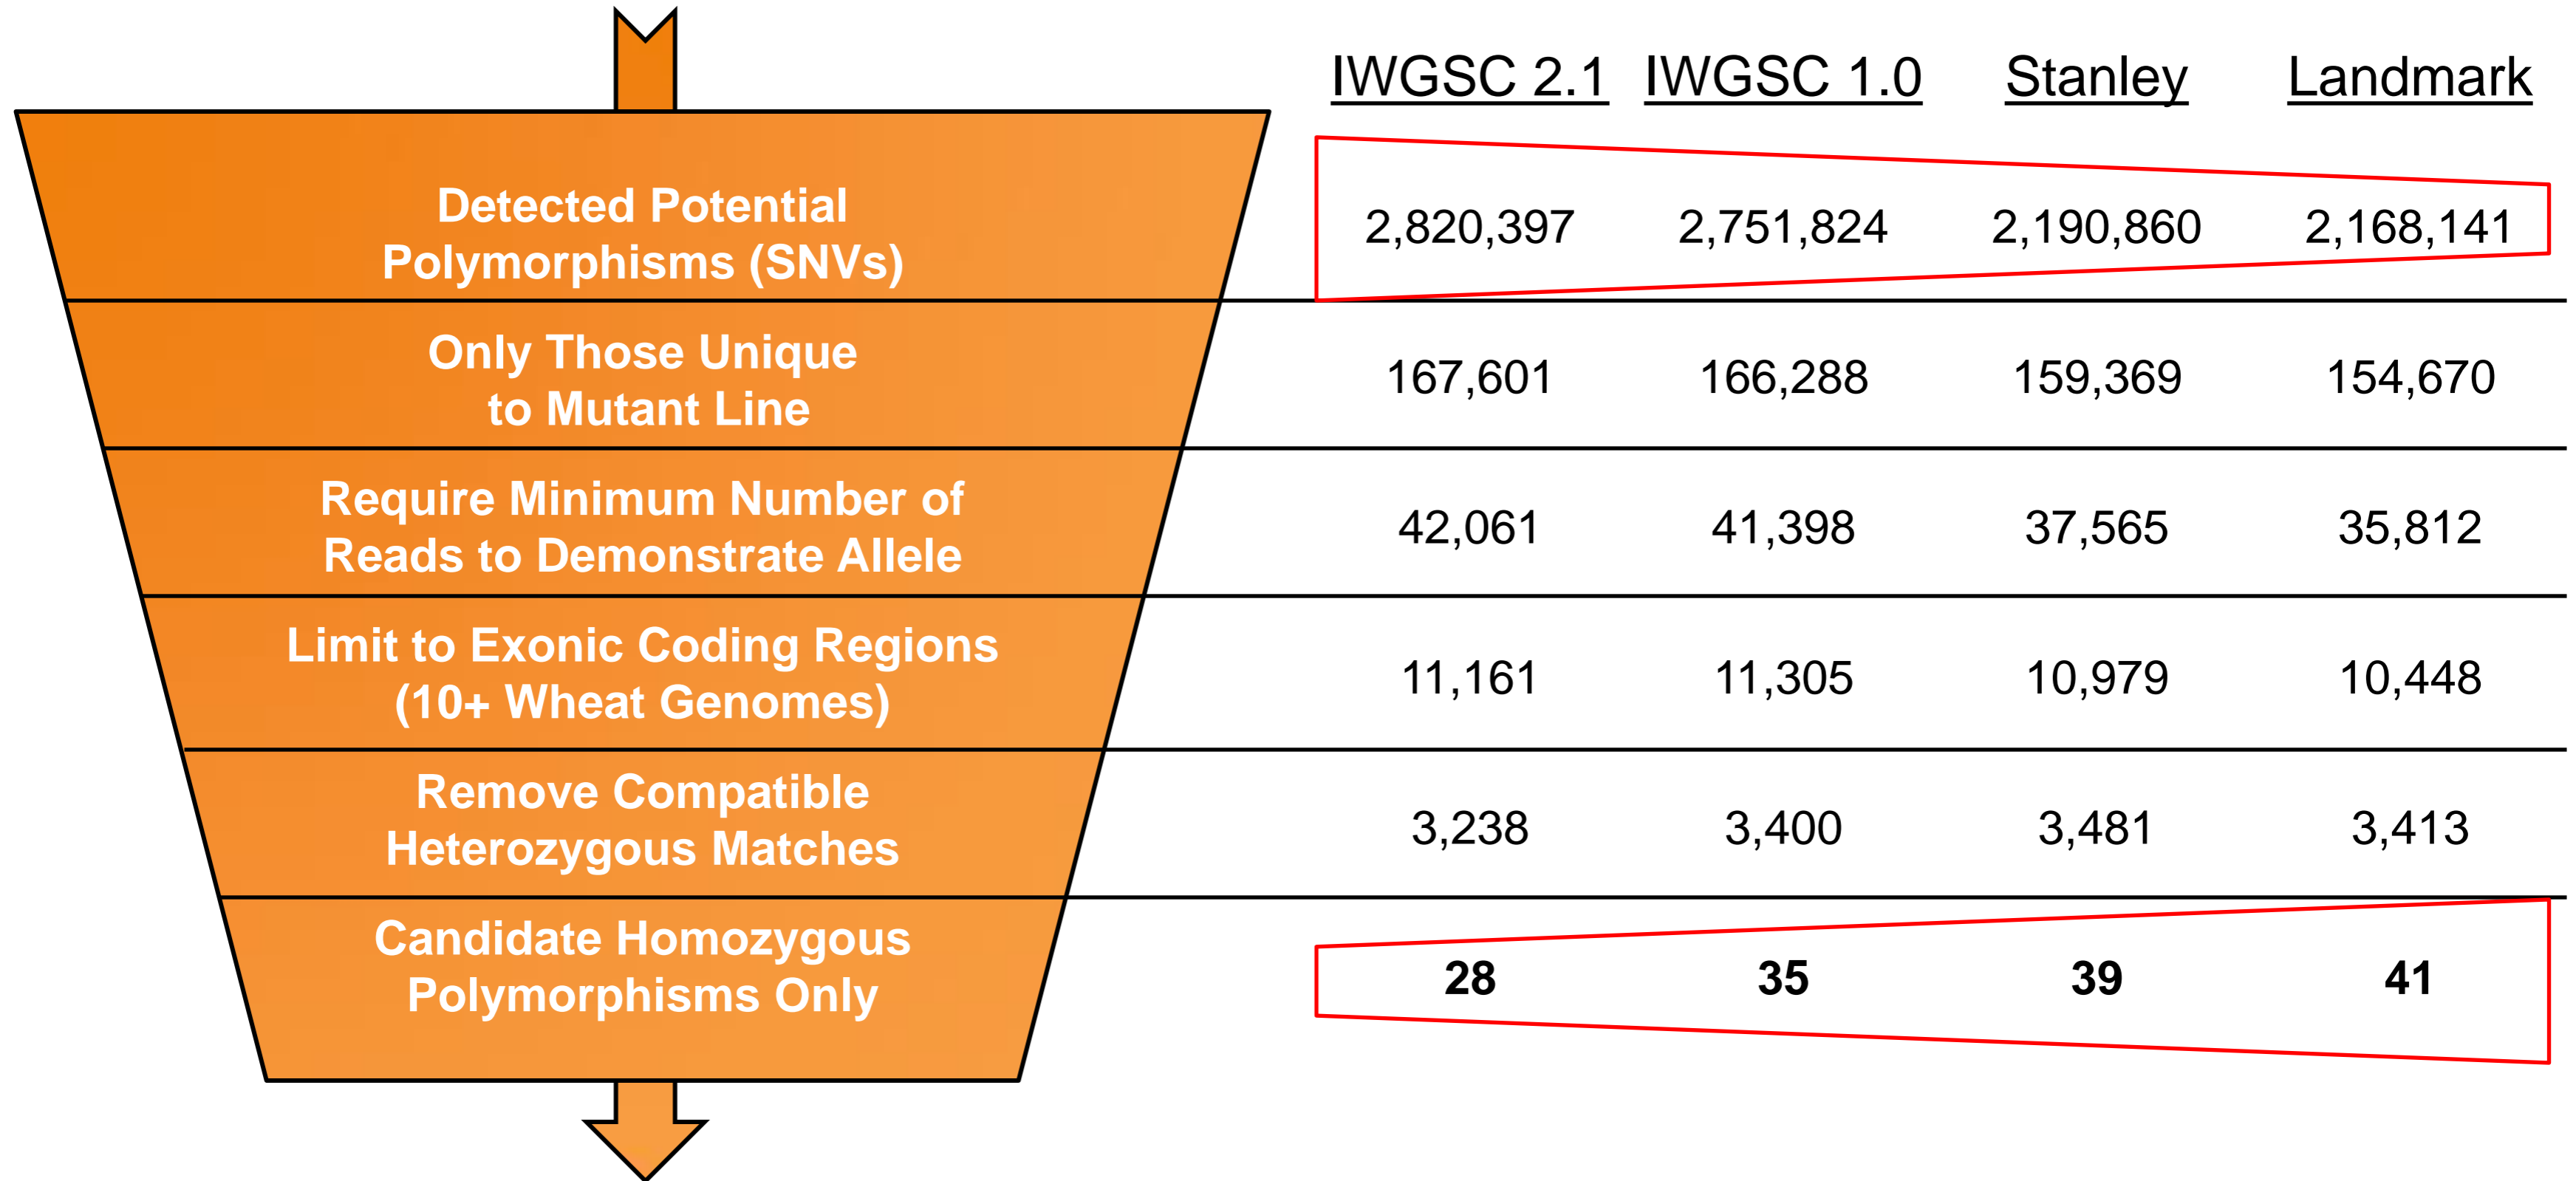 IWGSC 2.1 IWGSC 1.0 Stanley Landmark
Detected Potential
Polymorphisms (SNVs)
2,820,397 2,751,824 2,190,860 2,168,141
Only Those Unique
to Mutant Line
167,601 166,288 159,369 154,670
Require Minimum Number of
Reads to Demonstrate Allele
42,061 41,398 37,565 35,812
Limit to Exonic Coding Regions
(10+ Wheat Genomes)
11,161 11,305 10,979 10,448
Remove Compatible
Heterozygous Matches
3,238 3,400 3,481 3,413
Candidate Homozygous
Polymorphisms Only
28 35 39 41